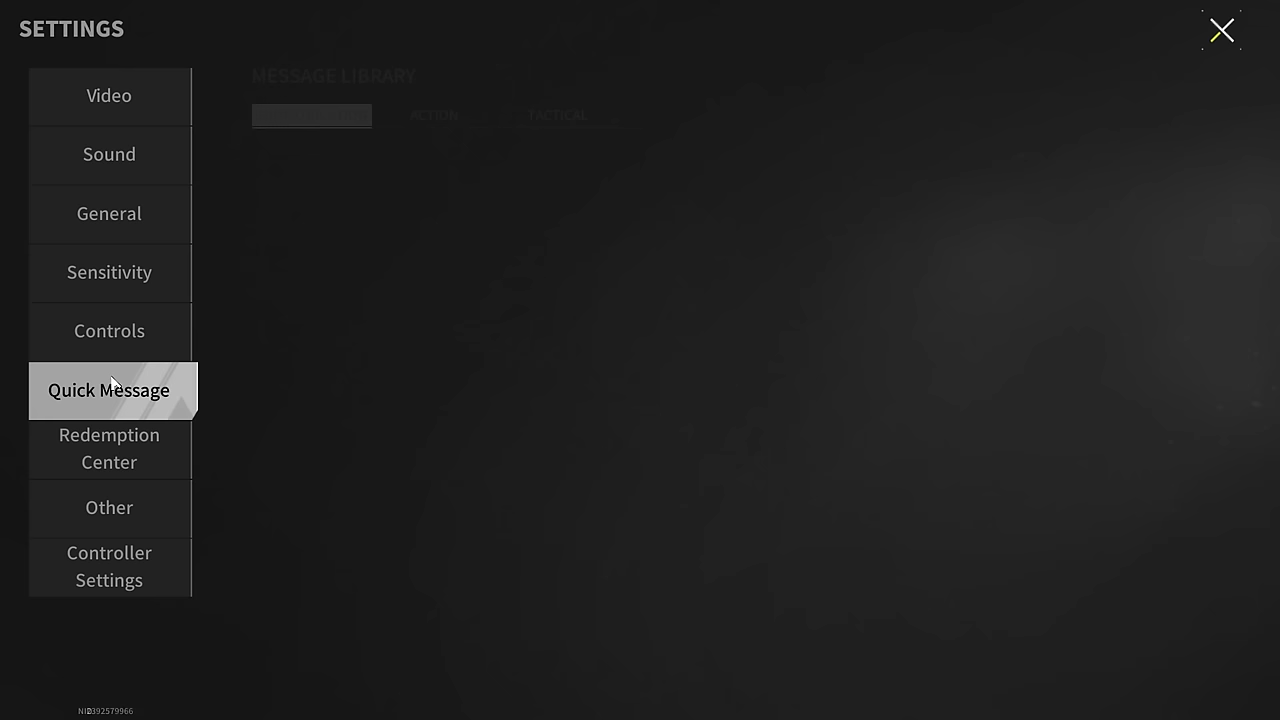 SETTINGS
Video
Sound
General
Sensitivity
Controls
Quick Message
Redemption
Center
Other
Controller
Settings
MESSAGE LIBRARY
ACTION
TACTICAL